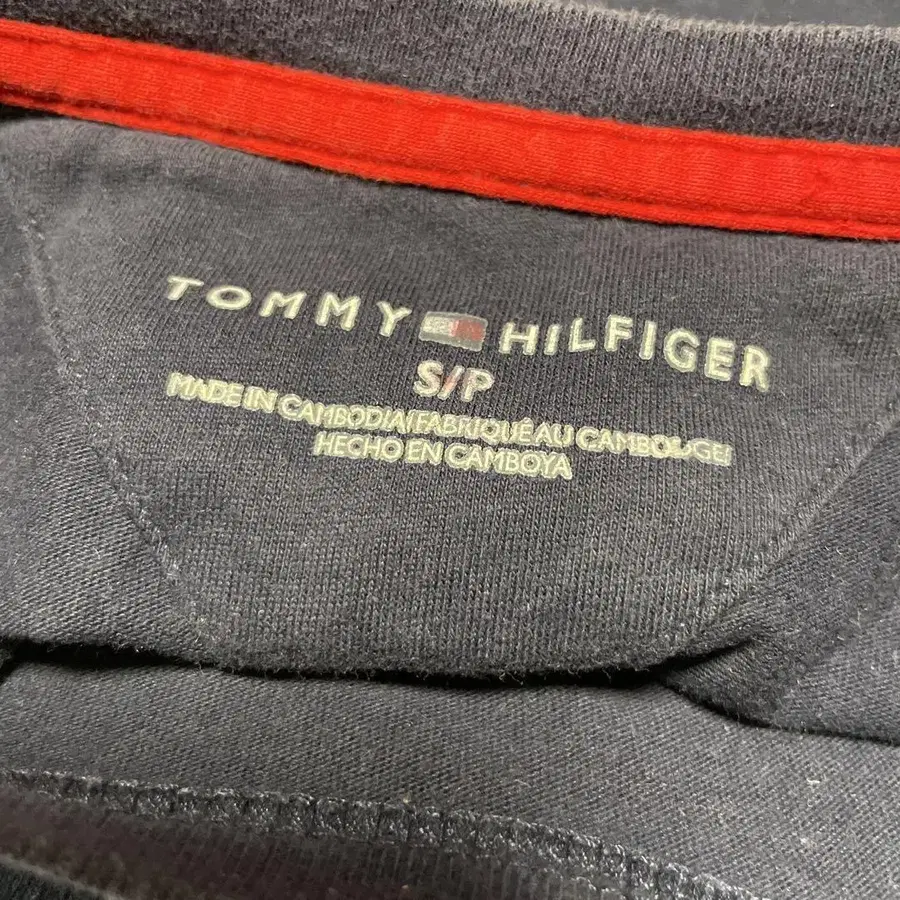 TOMMY HILFIGER
S/P
MADE IN CAMBODIA/FABRIQUÉ AU CAMBODGE/
HECHO EN CAMBOYA